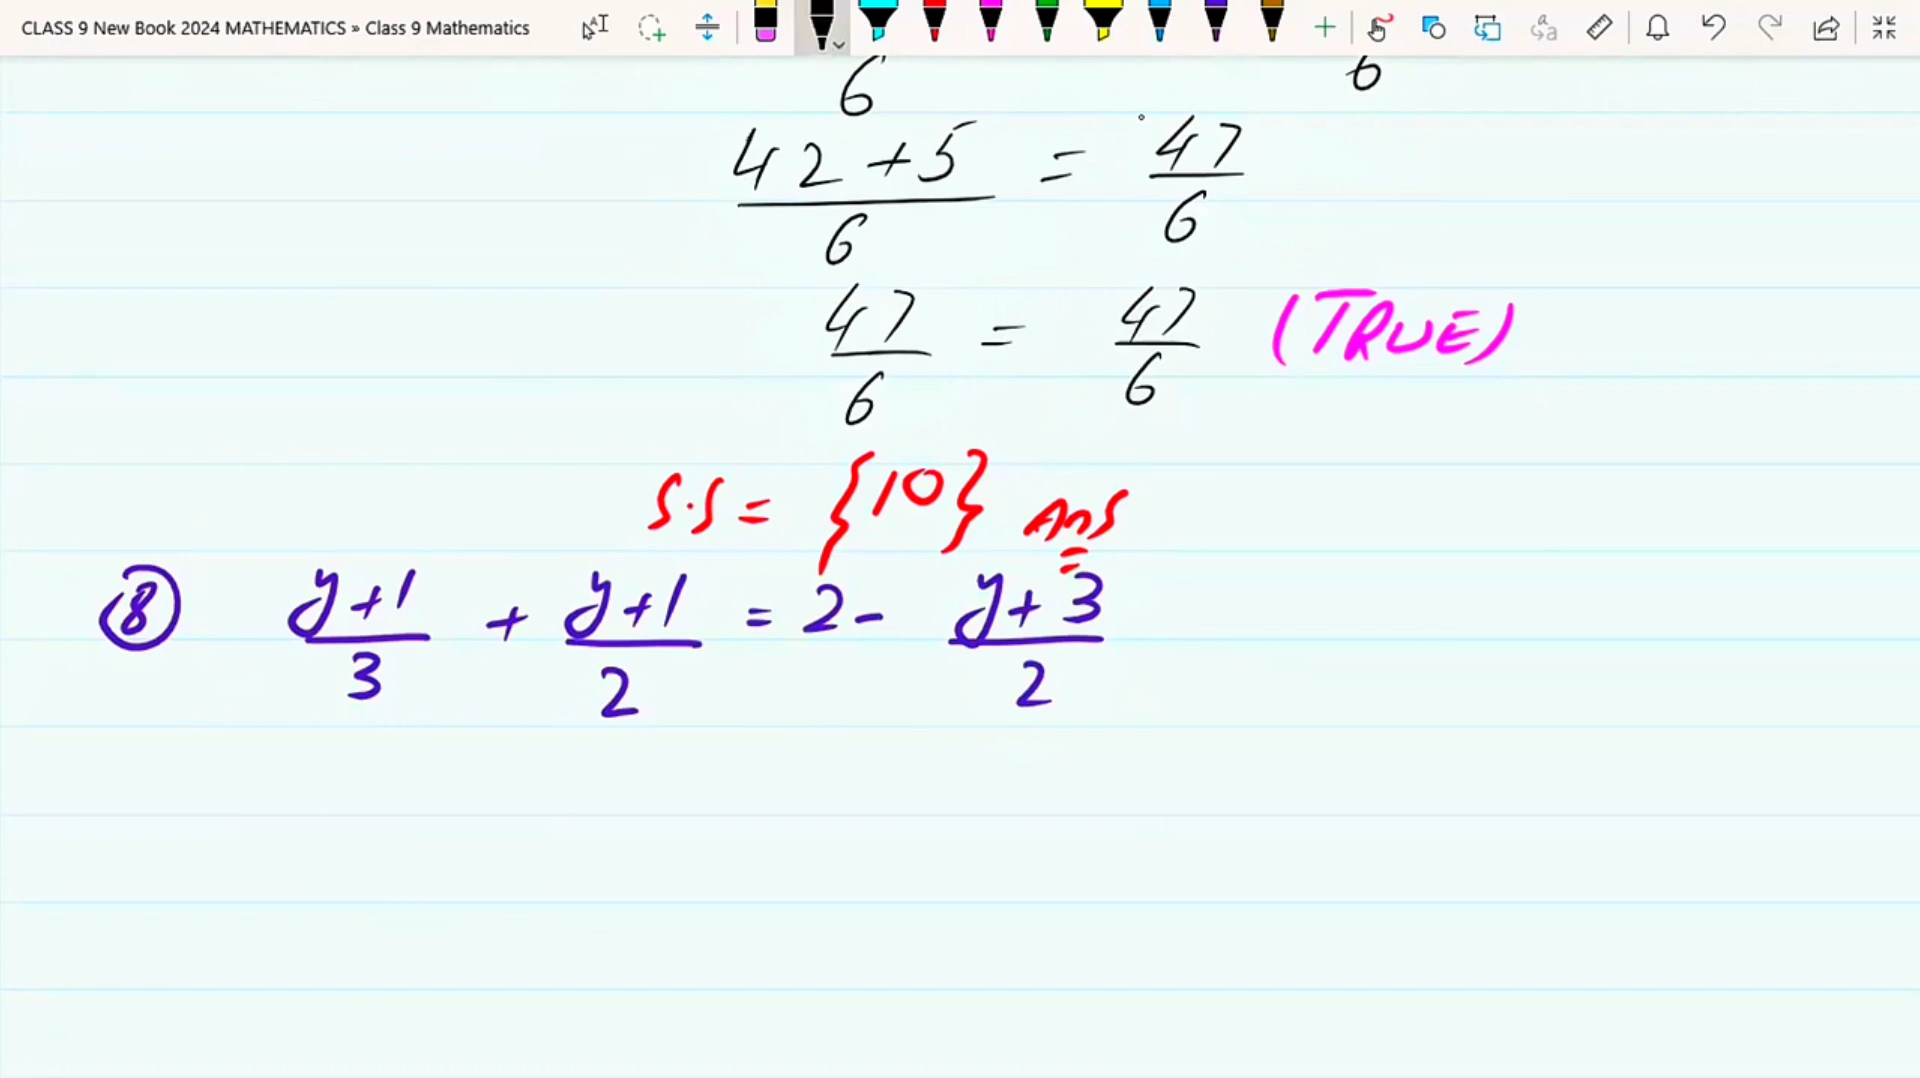 CLASS 9 New Book 2024 MATHEMATICS » Class 9 Mathematics
6 6
42+5/6 = 47/6
47/6 = 47/6 (TRUE)
S.S = {10} Ans
⑧ y+1/3 + y+1/2 = 2 - y+3/2